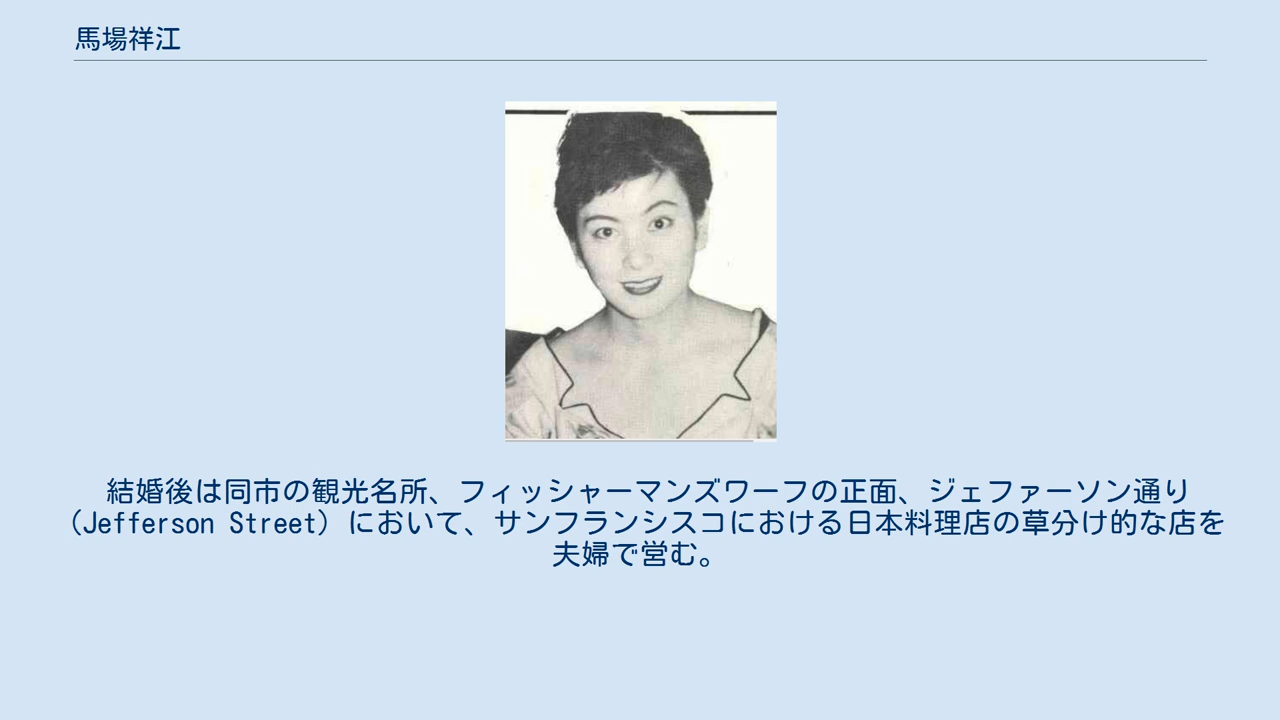 馬場祥江
結婚後は同市の観光名所、フィッシャーマンズワーフの正面、ジェファーソン通り
(Jefferson Street) において、サンフランシスコにおける日本料理店の草分け的な店を
夫婦で営む。